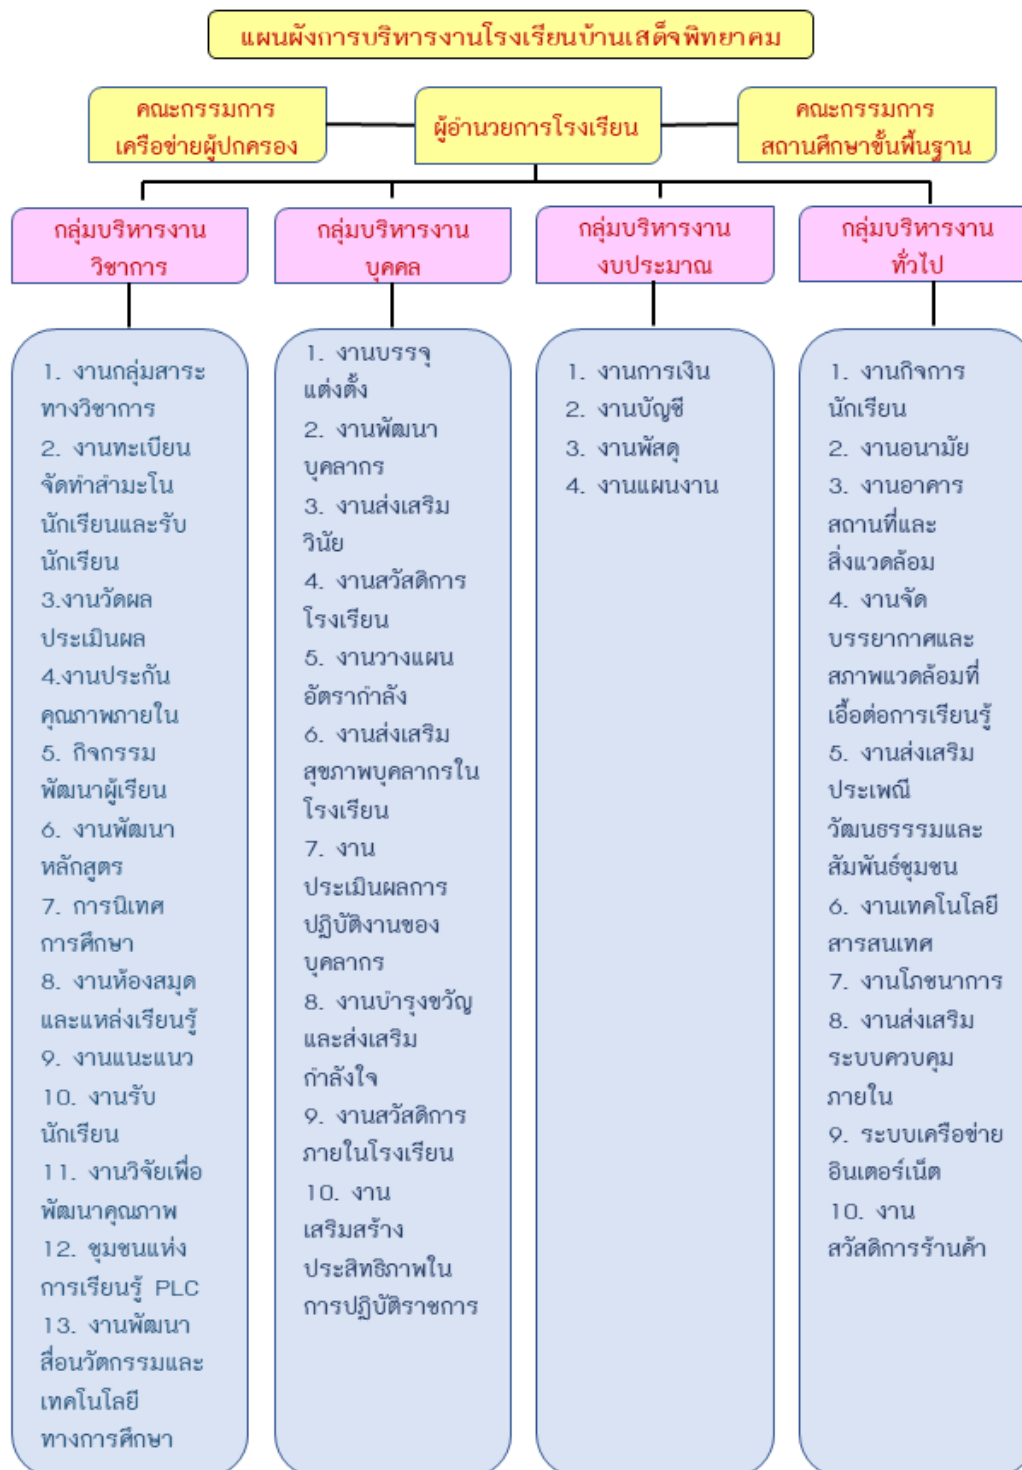 แผนผังการบริหารงานโรงเรียนบ้านเสด็จพิทยาคม
คณะกรรมการ
เครือข่ายผู้ปกครอง
ผู้อำนวยการโรงเรียน
คณะกรรมการ
สถานศึกษาขั้นพื้นฐาน
กลุ่มบริหารงาน
วิชาการ
กลุ่มบริหารงาน
บุคคล
กลุ่มบริหารงาน
งบประมาณ
กลุ่มบริหารงาน
ทั่วไป
1. งานกลุ่มสาระ
ทางวิชาการ
2. งานทะเบียน
จัดทำสำมะโน
นักเรียนและรับ
นักเรียน
3.งานวัดผล
ประเมินผล
4.งานประกัน
คุณภาพภายใน
5. กิจกรรม
พัฒนาผู้เรียน
6. งานพัฒนา
หลักสูตร
7. การนิเทศ
การศึกษา
8. งานห้องสมุด
และแหล่งเรียนรู้
9. งานแนะแนว
10. งานรับ
นักเรียน
11. งานวิจัยเพื่อ
พัฒนาคุณภาพ
12. ชุมชนแห่ง
การเรียนรู้ PLC
13. งานพัฒนา
สื่อนวัตกรรมและ
เทคโนโลยี
ทางการศึกษา
1. งานบรรจุ
แต่งตั้ง
2. งานพัฒนา
บุคลากร
3. งานส่งเสริม
วินัย
4. งานสวัสดิการ
โรงเรียน
5. งานวางแผน
อัตรากำลัง
6. งานส่งเสริม
สุขภาพบุคลากรใน
โรงเรียน
7. งาน
ประเมินผลการ
ปฏิบัติงานของ
บุคลากร
8. งานบำรุงขวัญ
และส่งเสริม
กำลังใจ
9. งานสวัสดิการ
ภายในโรงเรียน
10. งาน
เสริมสร้าง
ประสิทธิภาพใน
การปฏิบัติราชการ
1. งานการเงิน
2. งานบัญชี
3. งานพัสดุ
4. งานแผนงาน
1. งานกิจการ
นักเรียน
2. งานอนามัย
3. งานอาคาร
สถานที่และ
สิ่งแวดล้อม
4. งานจัด
บรรยากาศและ
สภาพแวดล้อมที่
เอื้อต่อการเรียนรู้
5. งานส่งเสริม
ประเพณี
วัฒนธรรรมและ
สัมพันธ์ชุมชน
6. งานเทคโนโลยี
สารสนเทศ
7. งานโภชนาการ
8. งานส่งเสริม
ระบบควบคุม
ภายใน
9. ระบบเครือข่าย
อินเตอร์เน็ต
10. งาน
สวัสดิการร้านค้า